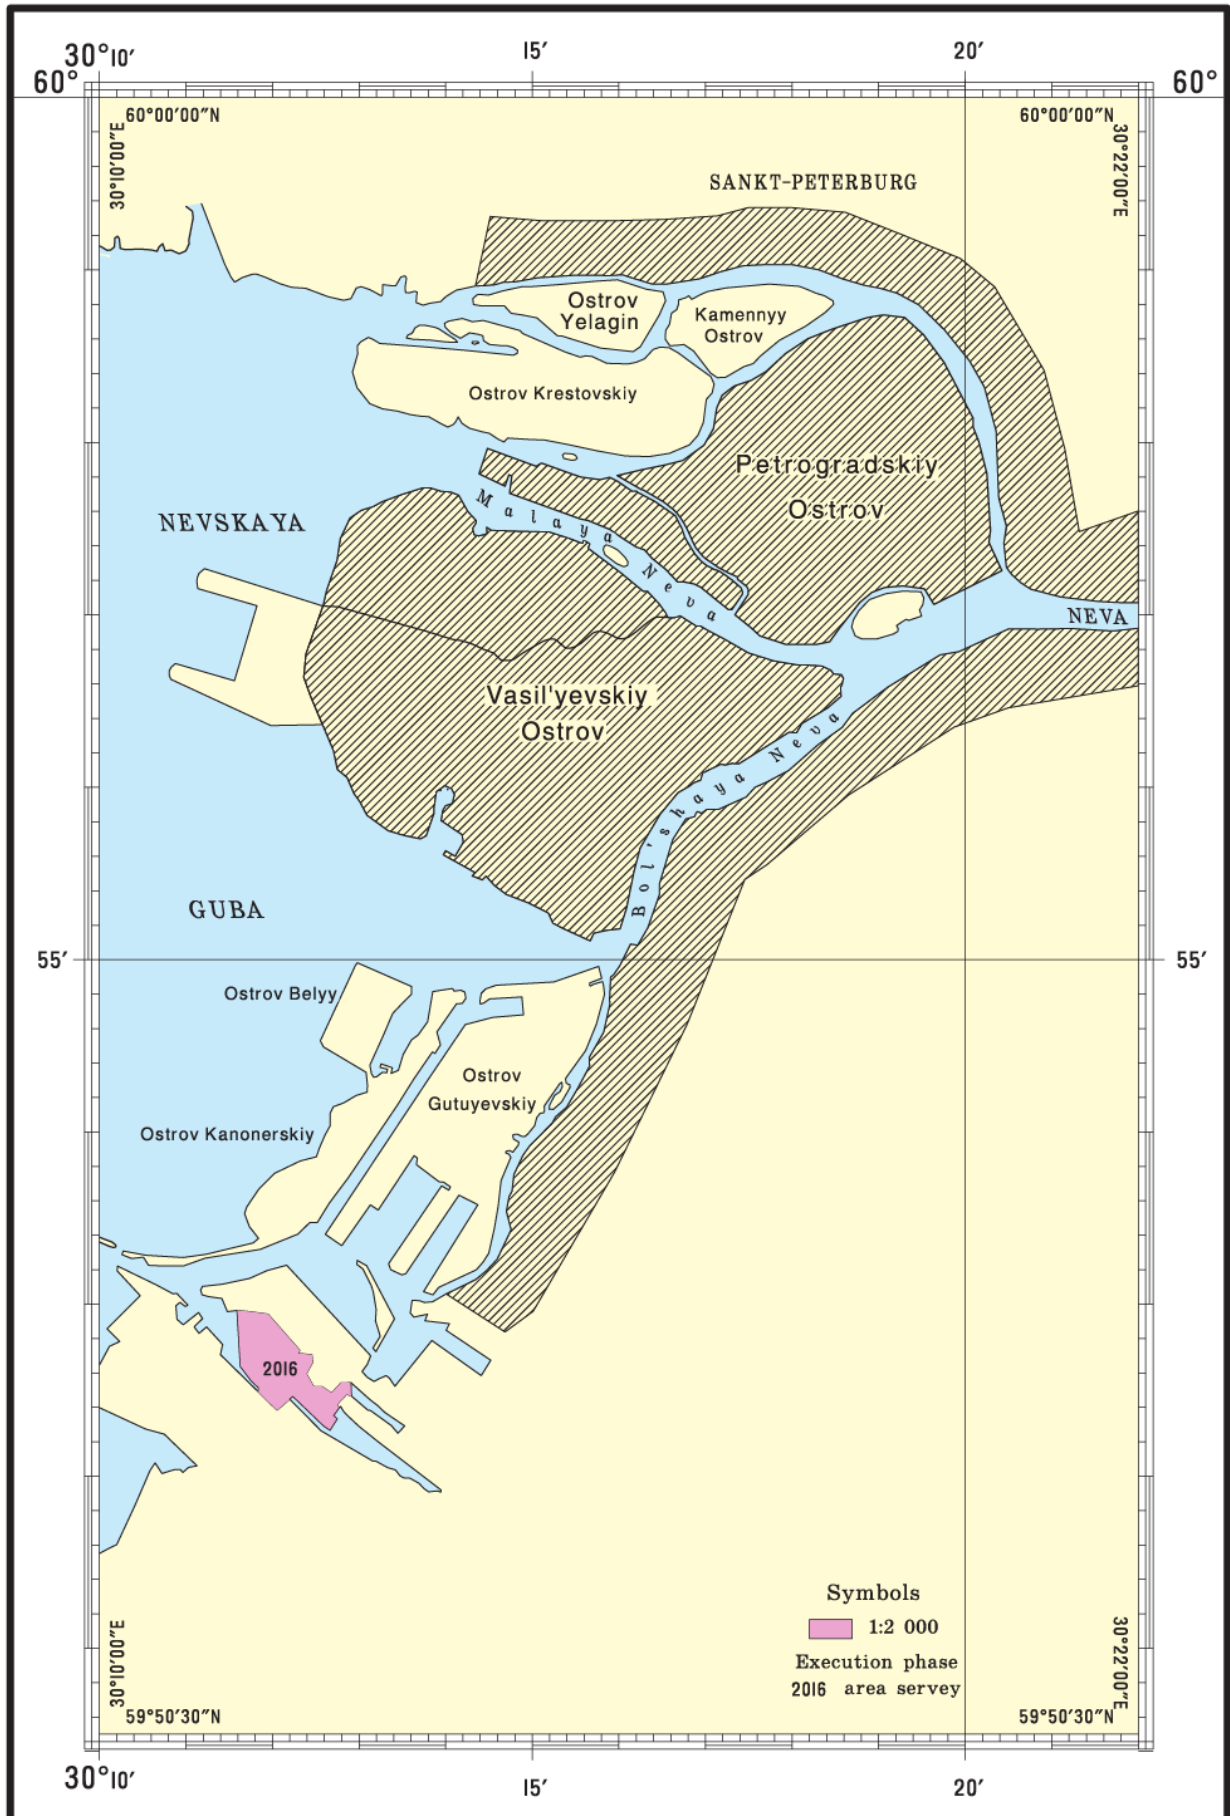 30°10′ 15′ 20′
60° 60°
60°00′00″N 60°00′00″N
30°10′00″E 30°22′00″E
SANKT-PETERBURG
Ostrov
Yelagin
Kamennyy
Ostrov
Ostrov Krestovskiy
Petrogradskiy
Ostrov
Malaya Neva
NEVSKAYA
NEVA
Vasil'yevskiy
Ostrov
Bol'shaya Neva
GUBA
55′ 55′
Ostrov Belyy
Ostrov
Gutuyevskiy
Ostrov Kanonerskiy
2016
Symbols
1:2 000
Execution phase
2016 area servey
30°10′00″E 30°22′00″E
59°50′30″N 59°50′30″N
30°10′ 15′ 20′